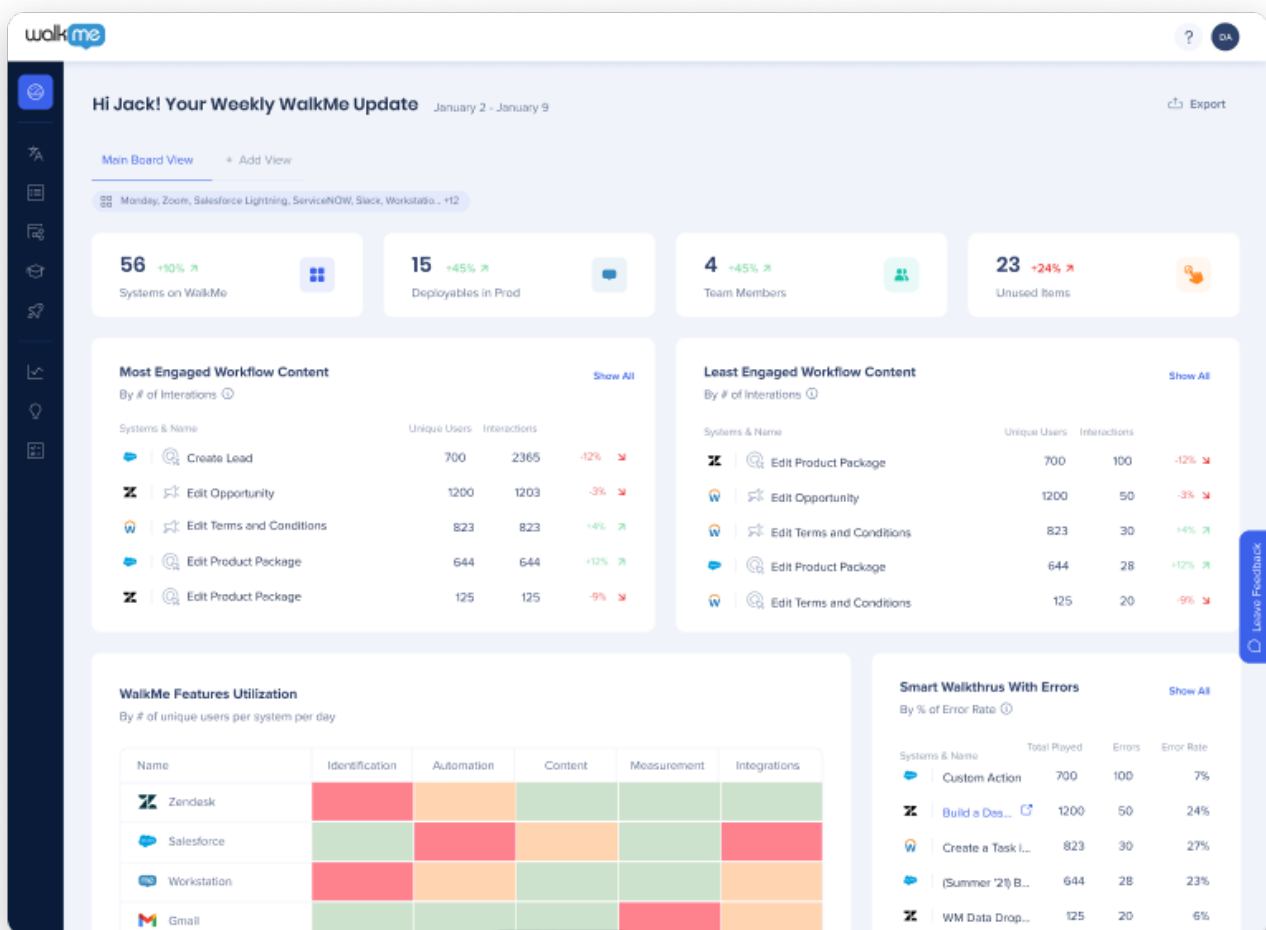 walkme
? DA
Hi Jack! Your Weekly WalkMe Update January 2 - January 9
Export
Main Board View + Add View
Monday, Zoom, Salesforce Lightning, ServiceNOW, Slack, Workstatio... +12
56 +10%
Systems on WalkMe
15 +45%
Deployables in Prod
4 +45%
Team Members
23 +24%
Unused Items
Most Engaged Workflow Content
Show All
By # of Interations
Systems & Name Unique Users Interactions
Create Lead 700 2365 -12%
Edit Opportunity 1200 1203 -3%
Edit Terms and Conditions 823 823 +4%
Edit Product Package 644 644 +12%
Edit Product Package 125 125 -9%
Least Engaged Workflow Content
Show All
By # of Interations
Systems & Name Unique Users Interactions
Edit Product Package 700 100 -12%
Edit Opportunity 1200 50 -3%
Edit Terms and Conditions 823 30 +4%
Edit Product Package 644 28 +12%
Edit Terms and Conditions 125 20 -9%
Leave Feedback
WalkMe Features Utilization
By # of unique users per system per day
Name Identification Automation Content Measurement Integrations
Zendesk
Salesforce
Workstation
Gmail
Smart Walkthrus With Errors
Show All
By % of Error Rate
Systems & Name Total Played Errors Error Rate
Custom Action 700 100 7%
Build a Das... 1200 50 24%
Create a Task i... 823 30 27%
(Summer '21) B... 644 28 23%
WM Data Drop... 125 20 6%